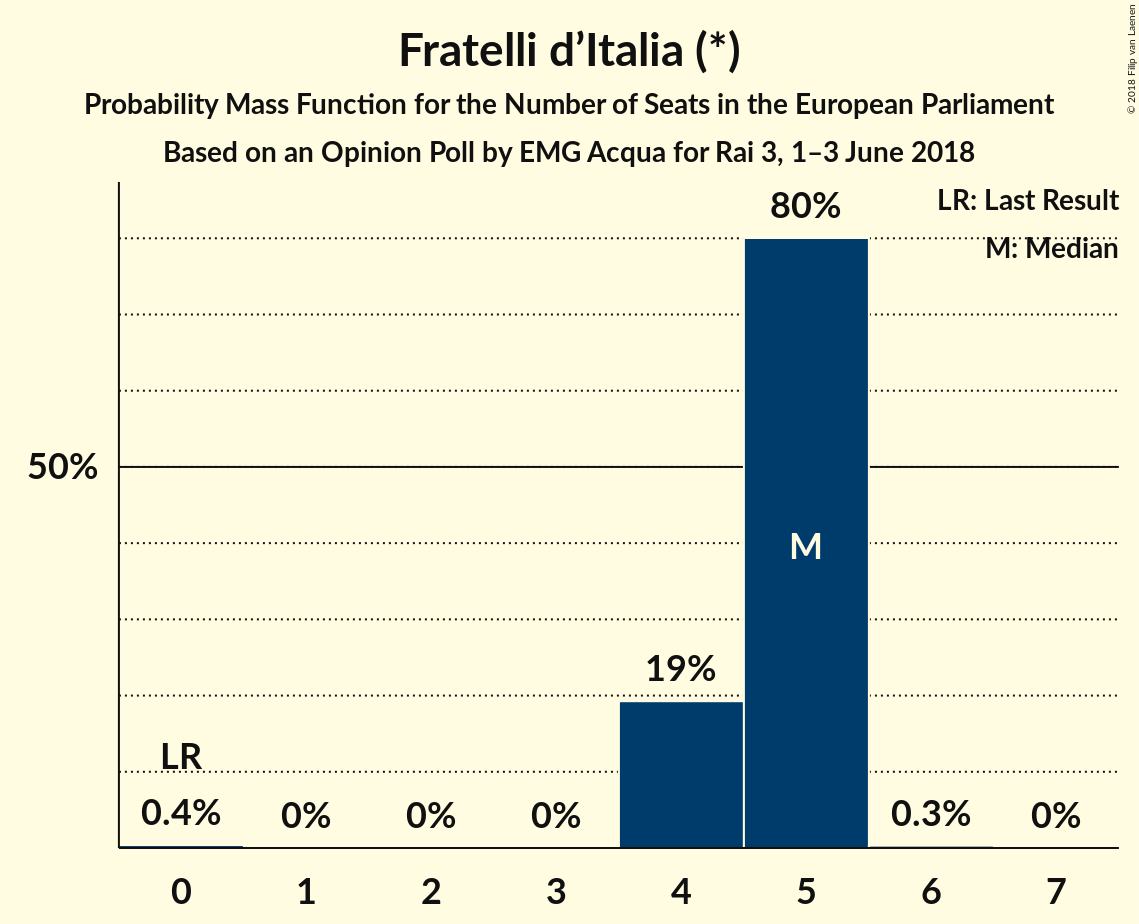 Fratelli d’Italia (*)
Probability Mass Function for the Number of Seats in the European Parliament
Based on an Opinion Poll by EMG Acqua for Rai 3, 1–3 June 2018
© 2018 Filip van Laenen
LR: Last Result
M: Median
80%
50%
M
19%
LR
0.4%
0%
0%
0%
0.3%
0%
0 1 2 3 4 5 6 7